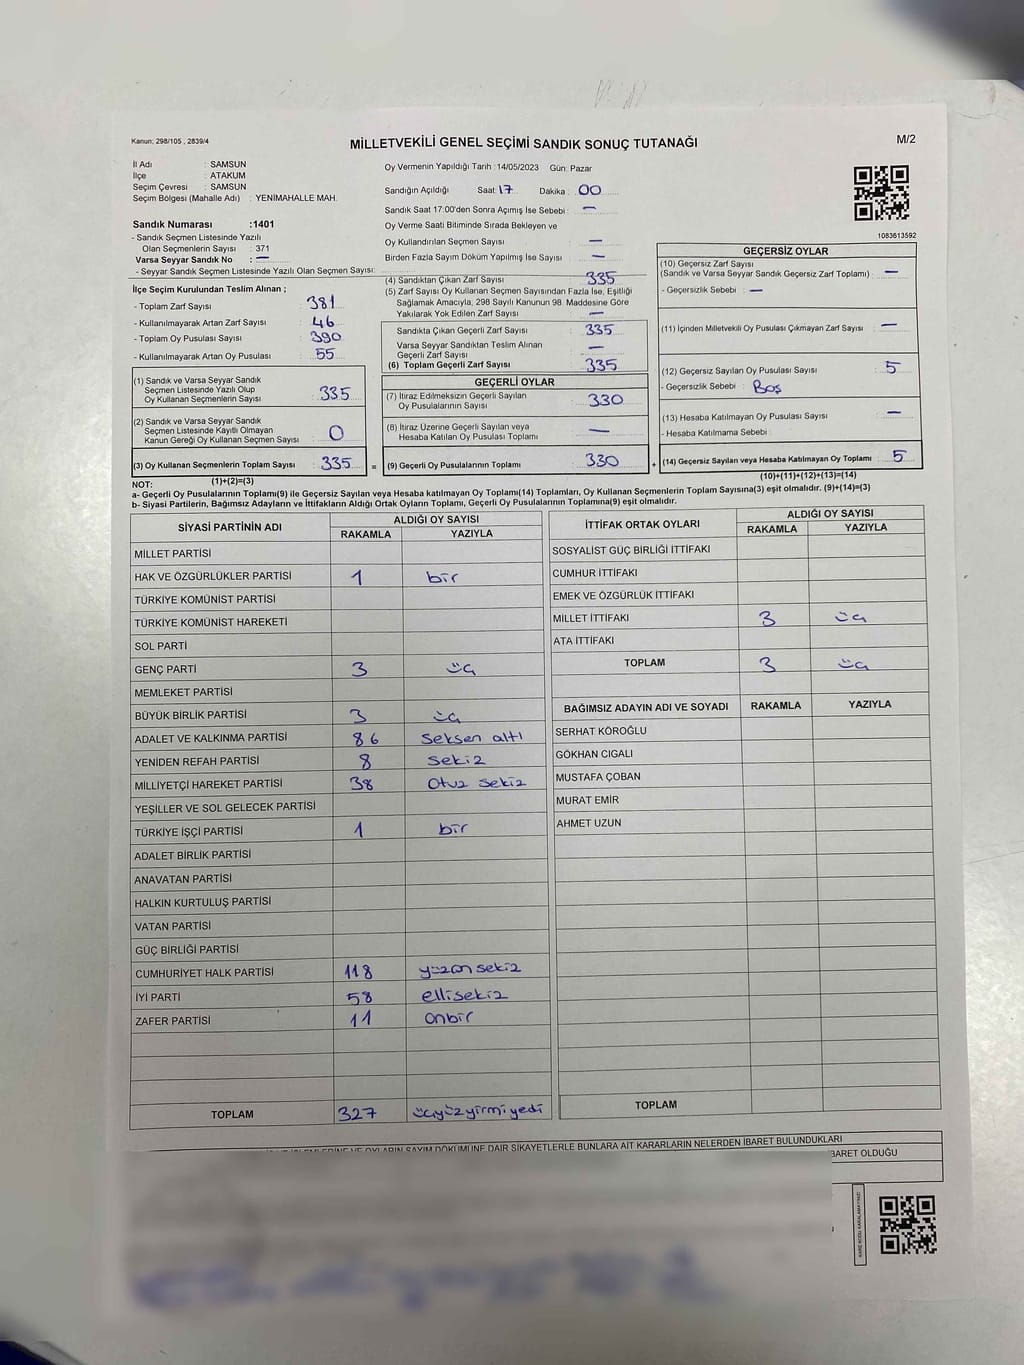 Kanun: 298/105 , 2839/4
MİLLETVEKİLİ GENEL SEÇİMİ SANDIK SONUÇ TUTANAĞI
M/2
İl Adı : SAMSUN
İlçe : ATAKUM
Seçim Çevresi : SAMSUN
Seçim Bölgesi (Mahalle Adı) : YENİMAHALLE MAH.
Sandık Numarası :1401
- Sandık Seçmen Listesinde Yazılı
Olan Seçmenlerin Sayısı : 371
Varsa Seyyar Sandık No : —
- Seyyar Sandık Seçmen Listesinde Yazılı Olan Seçmen Sayısı:
Oy Vermenin Yapıldığı Tarih :14/05/2023 Gün: Pazar
Sandığın Açıldığı Saat: 17 Dakika : 00
Sandık Saat 17:00'den Sonra Açımış İse Sebebi : —
Oy Verme Saati Bitiminde Sırada Bekleyen ve
Oy Kullandırılan Seçmen Sayısı —
Birden Fazla Sayım Döküm Yapılmış İse Sayısı —
1083613592
İlçe Seçim Kurulundan Teslim Alınan ;
- Toplam Zarf Sayısı 381
- Kullanılmayarak Artan Zarf Sayısı 46
- Toplam Oy Pusulası Sayısı 390
- Kullanılmayarak Artan Oy Pusulası 55
(1) Sandık ve Varsa Seyyar Sandık
Seçmen Listesinde Yazılı Olup
Oy Kullanan Seçmenlerin Sayısı : 335
(2) Sandık ve Varsa Seyyar Sandık
Seçmen Listesinde Kayıtlı Olmayan
Kanun Gereği Oy Kullanan Seçmen Sayısı : 0
(3) Oy Kullanan Seçmenlerin Toplam Sayısı : 335 =
(1)+(2)=(3)
(4) Sandıktan Çıkan Zarf Sayısı : 335
(5) Zarf Sayısı Oy Kullanan Seçmen Sayısından Fazla İse, Eşitliği
Sağlamak Amacıyla, 298 Sayılı Kanunun 98. Maddesine Göre
Yakılarak Yok Edilen Zarf Sayısı : —
Sandıkta Çıkan Geçerli Zarf Sayısı : 335
Varsa Seyyar Sandıktan Teslim Alınan
Geçerli Zarf Sayısı : —
(6) Toplam Geçerli Zarf Sayısı : 335
GEÇERLİ OYLAR
(7) İtiraz Edilmeksizin Geçerli Sayılan
Oy Pusulalarının Sayısı : 330
(8) İtiraz Üzerine Geçerli Sayılan veya
Hesaba Katılan Oy Pusulası Toplamı : —
(9) Geçerli Oy Pusulalarının Toplamı : 330 +
GEÇERSİZ OYLAR
(10) Geçersiz Zarf Sayısı
(Sandık ve Varsa Seyyar Sandık Geçersiz Zarf Toplamı) : —
- Geçersizlik Sebebi : —
(11) İçinden Milletvekili Oy Pusulası Çıkmayan Zarf Sayısı : —
(12) Geçersiz Sayılan Oy Pusulası Sayısı : 5
- Geçersizlik Sebebi : Boş
(13) Hesaba Katılmayan Oy Pusulası Sayısı : —
- Hesaba Katılmama Sebebi :
(14) Geçersiz Sayılan veya Hesaba Katılmayan Oy Toplamı : 5
(10)+(11)+(12)+(13)=(14)
NOT:
a- Geçerli Oy Pusulalarının Toplamı(9) ile Geçersiz Sayılan veya Hesaba katılmayan Oy Toplamı(14) Toplamları, Oy Kullanan Seçmenlerin Toplam Sayısına(3) eşit olmalıdır. (9)+(14)=(3)
b- Siyasi Partilerin, Bağımsız Adayların ve İttifakların Aldığı Ortak Oyların Toplamı, Geçerli Oy Pusulalarının Toplamına(9) eşit olmalıdır.
SİYASİ PARTİNİN ADI ALDIĞI OY SAYISI
RAKAMLA YAZIYLA
MİLLET PARTİSİ
HAK VE ÖZGÜRLÜKLER PARTİSİ 1 bir
TÜRKİYE KOMÜNİST PARTİSİ
TÜRKİYE KOMÜNİST HAREKETİ
SOL PARTİ
GENÇ PARTİ 3 üç
MEMLEKET PARTİSİ
BÜYÜK BİRLİK PARTİSİ 3 üç
ADALET VE KALKINMA PARTİSİ 86 Seksen altı
YENİDEN REFAH PARTİSİ 8 sekiz
MİLLİYETÇİ HAREKET PARTİSİ 38 Otuz sekiz
YEŞİLLER VE SOL GELECEK PARTİSİ
TÜRKİYE İŞÇİ PARTİSİ 1 bir
ADALET BİRLİK PARTİSİ
ANAVATAN PARTİSİ
HALKIN KURTULUŞ PARTİSİ
VATAN PARTİSİ
GÜÇ BİRLİĞİ PARTİSİ
CUMHURİYET HALK PARTİSİ 118 yüzon sekiz
İYİ PARTİ 58 ellisekiz
ZAFER PARTİSİ 11 onbir
TOPLAM 327 üçyüzyirmiyedi
İTTİFAK ORTAK OYLARI ALDIĞI OY SAYISI
RAKAMLA YAZIYLA
SOSYALİST GÜÇ BİRLİĞİ İTTİFAKI
CUMHUR İTTİFAKI
EMEK VE ÖZGÜRLÜK İTTİFAKI
MİLLET İTTİFAKI 3 üç
ATA İTTİFAKI
TOPLAM 3 üç
BAĞIMSIZ ADAYIN ADI VE SOYADI RAKAMLA YAZIYLA
SERHAT KÖROĞLU
GÖKHAN CIGALI
MUSTAFA ÇOBAN
MURAT EMİR
AHMET UZUN
TOPLAM
VE OYLARIN SAYIM DÖKÜMÜNE DAİR ŞİKAYETLERLE BUNLARA AİT KARARLARIN NELERDEN İBARET BULUNDUKLARI
BARET OLDUĞU
KARE KODU KARALAMAYINIZ!